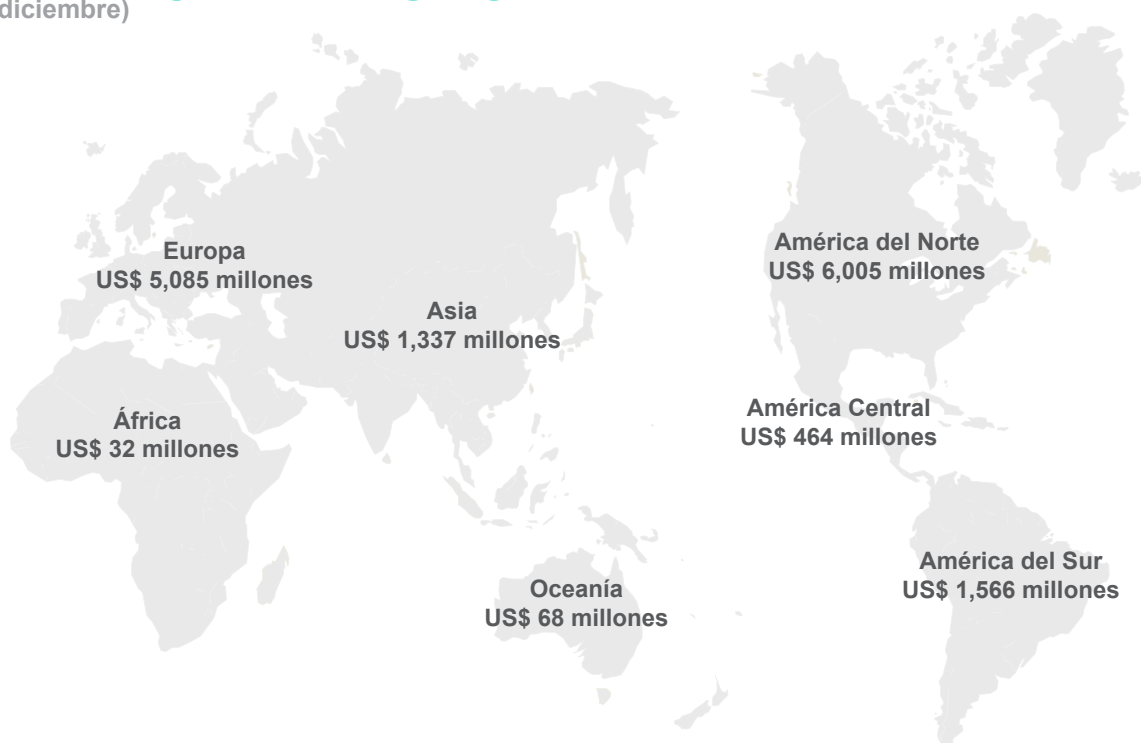 diciembre)
Europa
US$ 5,085 millones
América del Norte
US$ 6,005 millones
Asia
US$ 1,337 millones
África
US$ 32 millones
América Central
US$ 464 millones
América del Sur
US$ 1,566 millones
Oceanía
US$ 68 millones